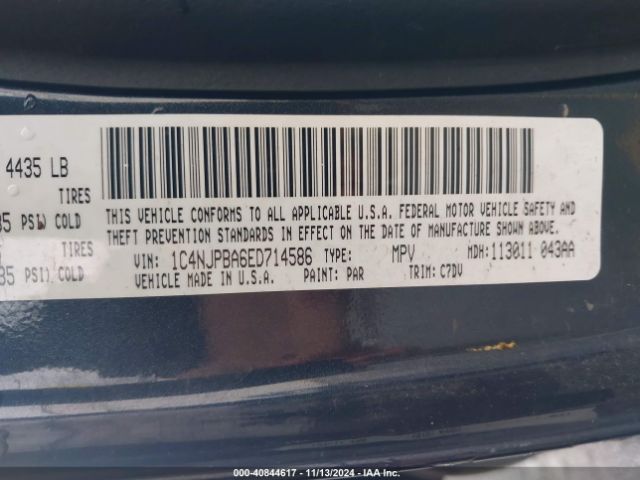 4435 LB
TIRES
THIS VEHICLE CONFORMS TO ALL APPLICABLE U.S.A. FEDERAL MOTOR VEHICLE SAFETY AND
35 PSI) COLD
THEFT PREVENTION STANDARDS IN EFFECT ON THE DATE OF MANUFACTURE SHOWN ABOVE.
TIRES
VIN: 1C4NJPBA6ED714586 TYPE: MPV MDH: 113011 043AA
35 PSI) COLD
VEHICLE MADE IN U.S.A. PAINT: PAR TRIM: C7DV
000-40844617 - 11/13/2024 - IAA Inc.